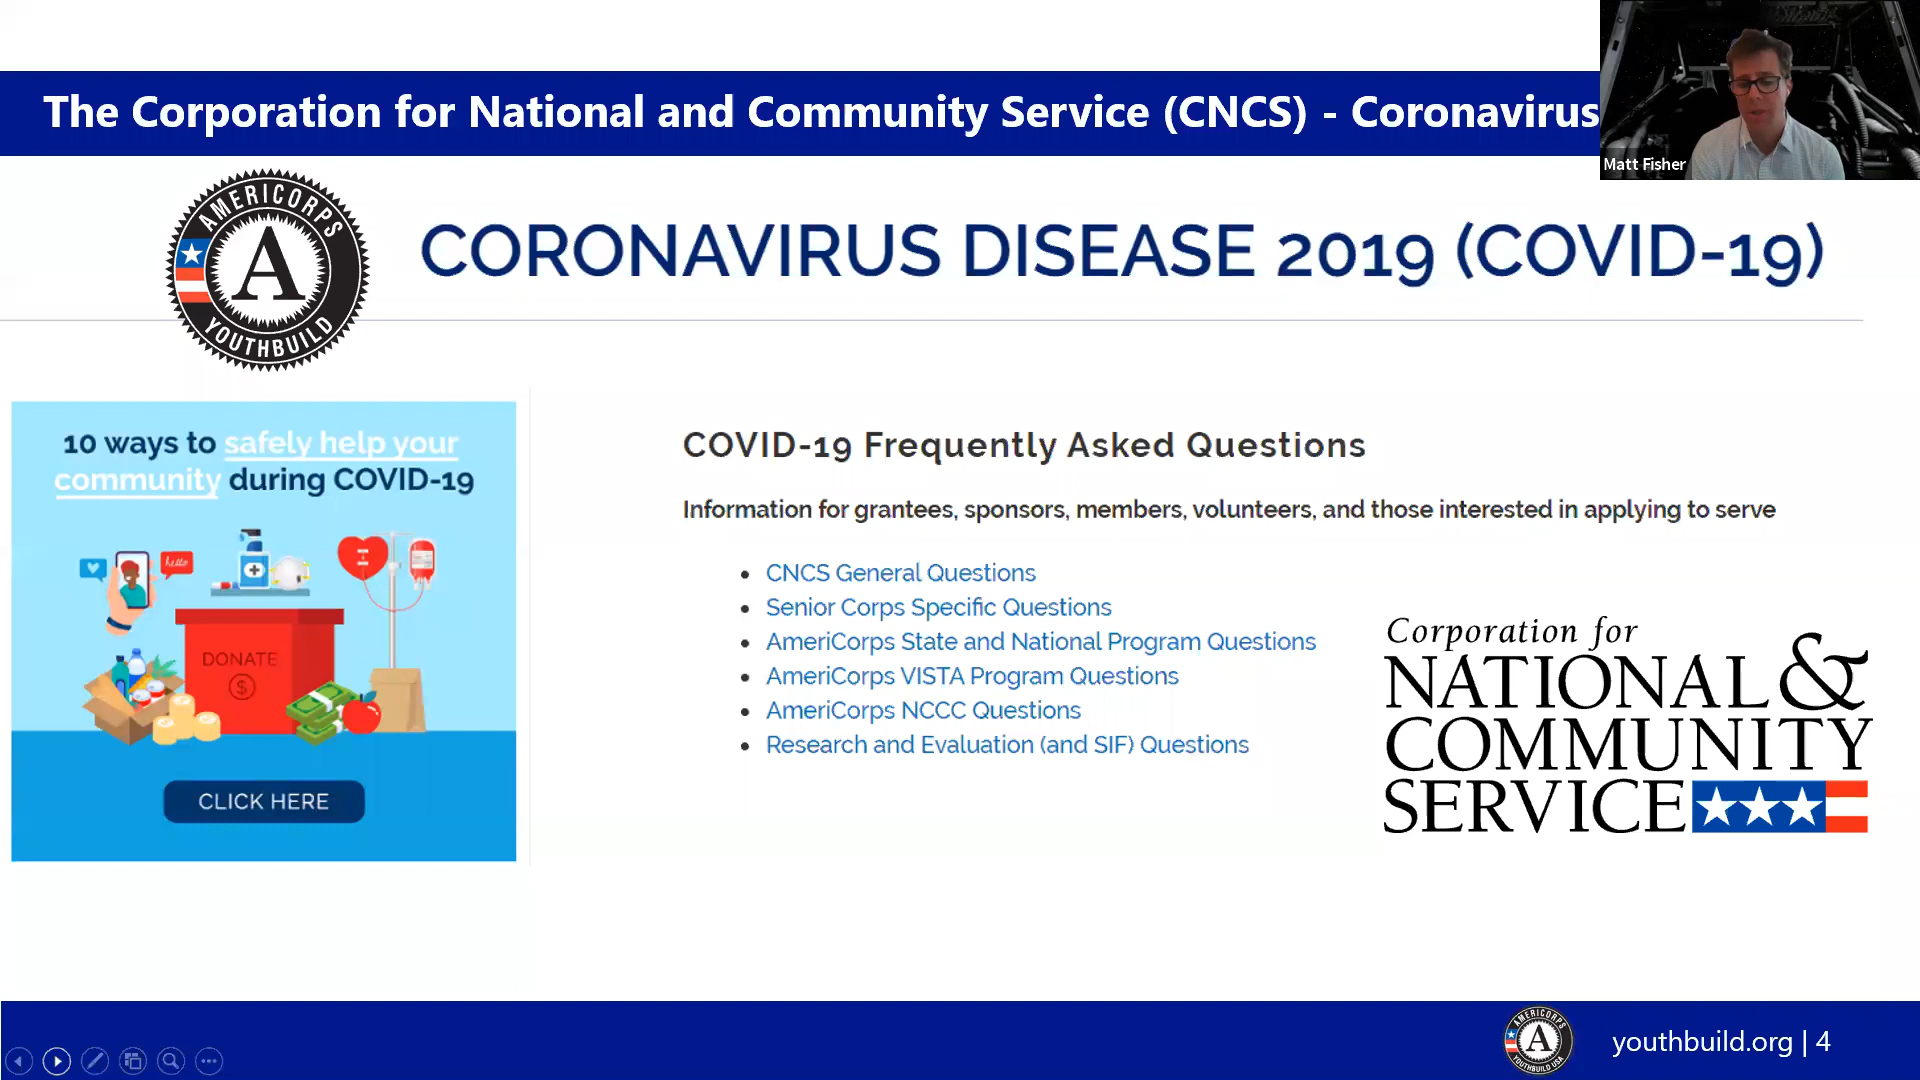 The Corporation for National and Community Service (CNCS) - Coronavirus
Matt Fisher
AMERICORPS
A
YOUTHBUILD
CORONAVIRUS DISEASE 2019 (COVID-19)
10 ways to safely help your
community during COVID-19
hello
DONATE
$
CLICK HERE
COVID-19 Frequently Asked Questions
Information for grantees, sponsors, members, volunteers, and those interested in applying to serve
CNCS General Questions
Senior Corps Specific Questions
AmeriCorps State and National Program Questions
AmeriCorps VISTA Program Questions
AmeriCorps NCCC Questions
Research and Evaluation (and SIF) Questions
Corporation for
NATIONAL &
COMMUNITY
SERVICE
AMERICORPS
A
YOUTHBUILD USA
youthbuild.org | 4